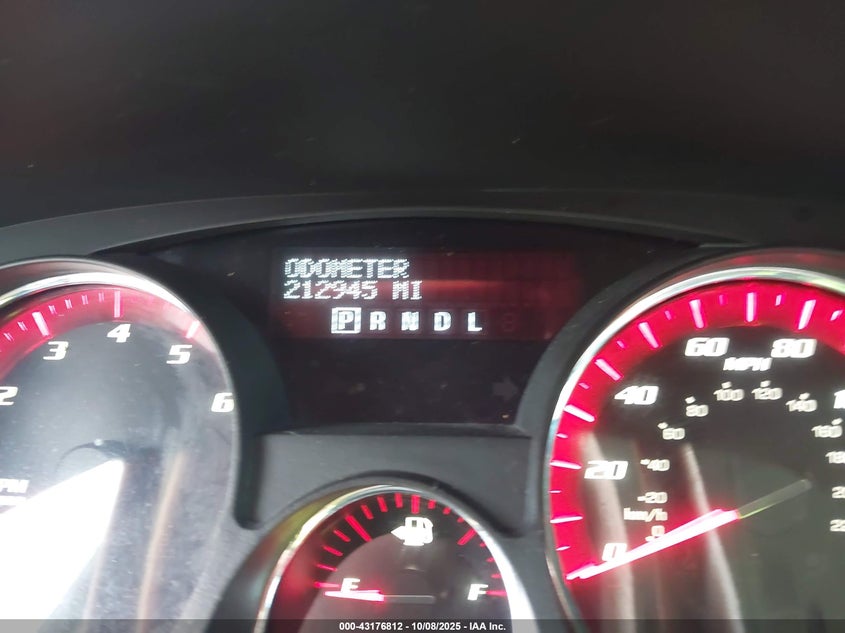 ODOMETER
212945 MI
P R N D L
2 3 4 5 6
20 40 60 80
MPH
0 20 40 60 80 100 120 140 160
km/h
0
E F
000-43176812 - 10/08/2025 - IAA Inc.